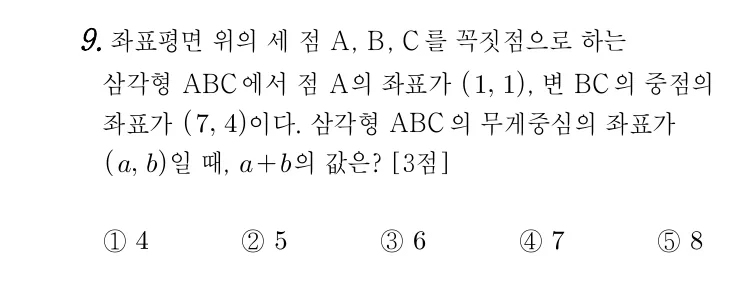 9. 좌표평면 위의 세 점 A, B, C를 꼭짓점으로 하는
삼각형 ABC에서 점 A의 좌표가 (1, 1), 변 BC의 중점의
좌표가 (7, 4)이다. 삼각형 ABC의 무게중심의 좌표가
(a, b)일 때, a+b의 값은? [3점]
① 4 ② 5 ③ 6 ④ 7 ⑤ 8